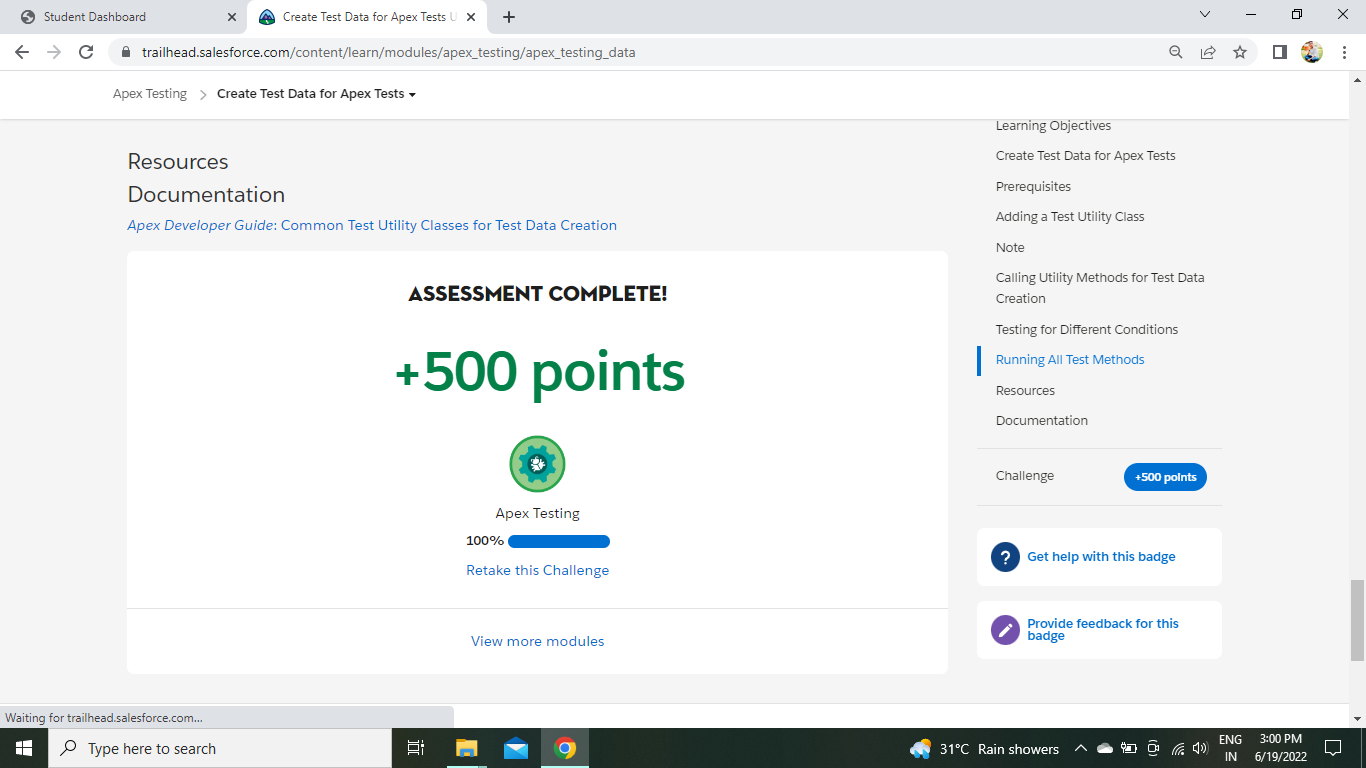 Student Dashboard
Create Test Data for Apex Tests U
trailhead.salesforce.com/content/learn/modules/apex_testing/apex_testing_data
Apex Testing
Create Test Data for Apex Tests
Resources
Documentation
Apex Developer Guide: Common Test Utility Classes for Test Data Creation
ASSESSMENT COMPLETE!
+500 points
Apex Testing
100%
Retake this Challenge
View more modules
Learning Objectives
Create Test Data for Apex Tests
Prerequisites
Adding a Test Utility Class
Note
Calling Utility Methods for Test Data
Creation
Testing for Different Conditions
Running All Test Methods
Resources
Documentation
Challenge
+500 points
?
Get help with this badge
Provide feedback for this
badge
Waiting for trailhead.salesforce.com...
Type here to search
31°C Rain showers
ENG
IN
3:00 PM
6/19/2022